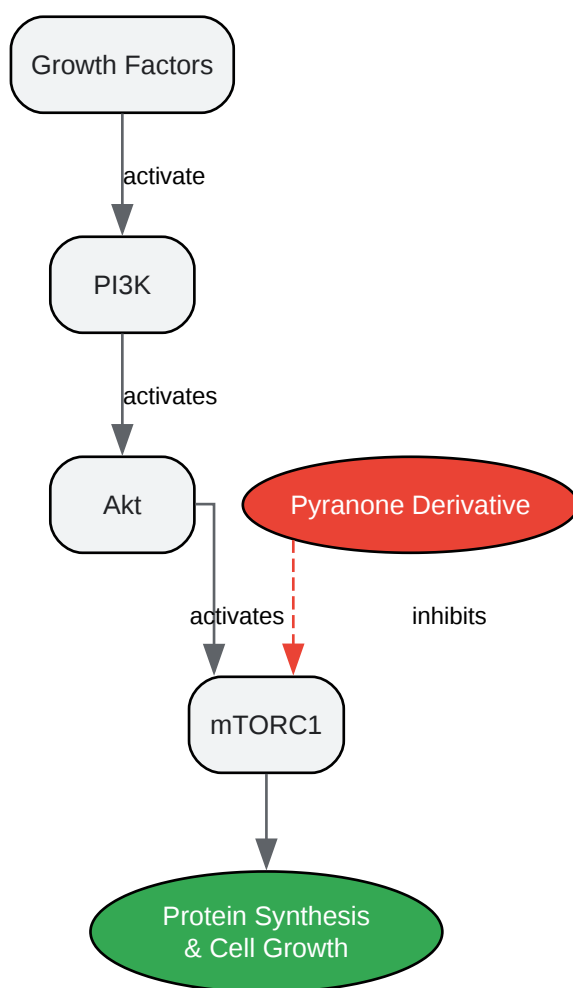 Growth Factors
activate
PI3K
activates
Akt
Pyranone Derivative
activates
inhibits
mTORC1
Protein Synthesis
& Cell Growth